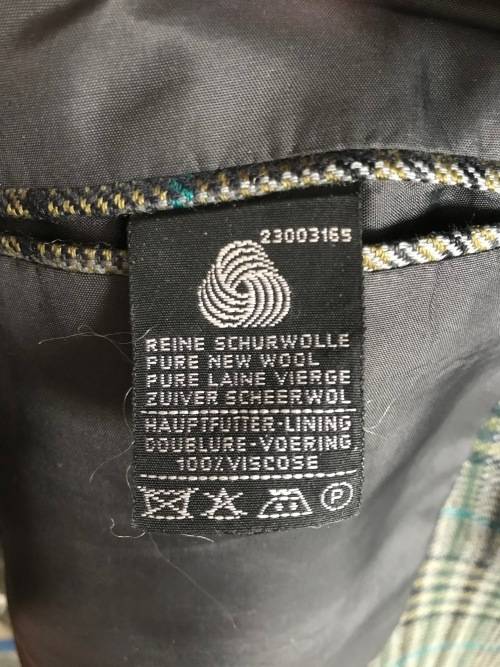 23003165
REINE SCHURWOLLE
PURE NEW WOOL
PURE LAINE VIERGE
ZUIVER SCHEERWOL
HAUPTFUTTER-LINING
DOUBLURE-VOERING
100%VISCOSE
P